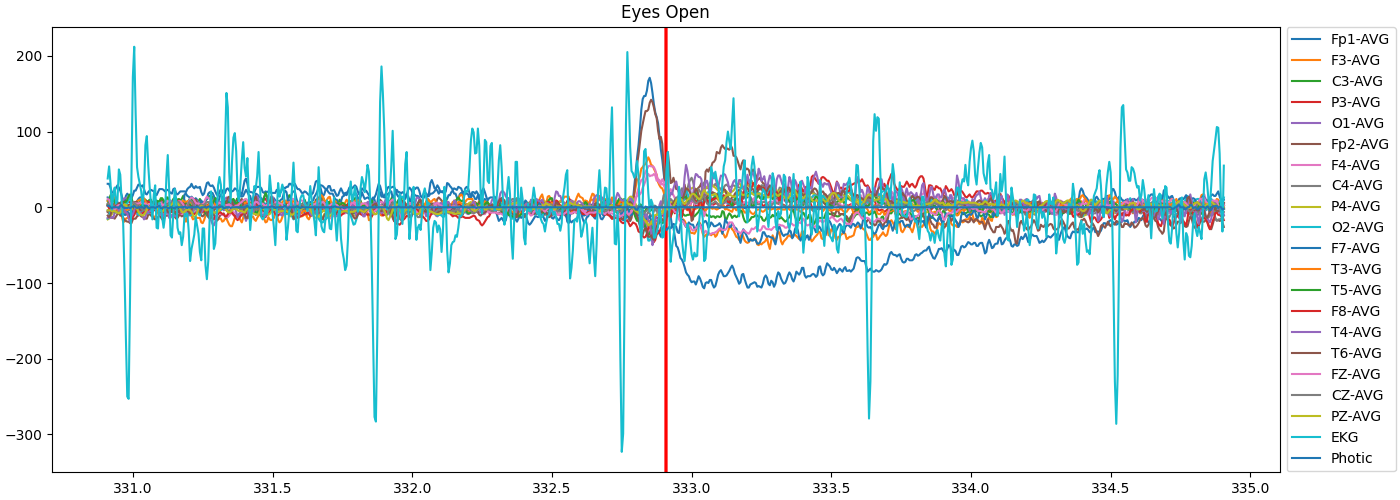 Eyes Open
200
100
0
−100
−200
−300
331.0 331.5 332.0 332.5 333.0 333.5 334.0 334.5 335.0
Fp1-AVG
F3-AVG
C3-AVG
P3-AVG
O1-AVG
Fp2-AVG
F4-AVG
C4-AVG
P4-AVG
O2-AVG
F7-AVG
T3-AVG
T5-AVG
F8-AVG
T4-AVG
T6-AVG
FZ-AVG
CZ-AVG
PZ-AVG
EKG
Photic